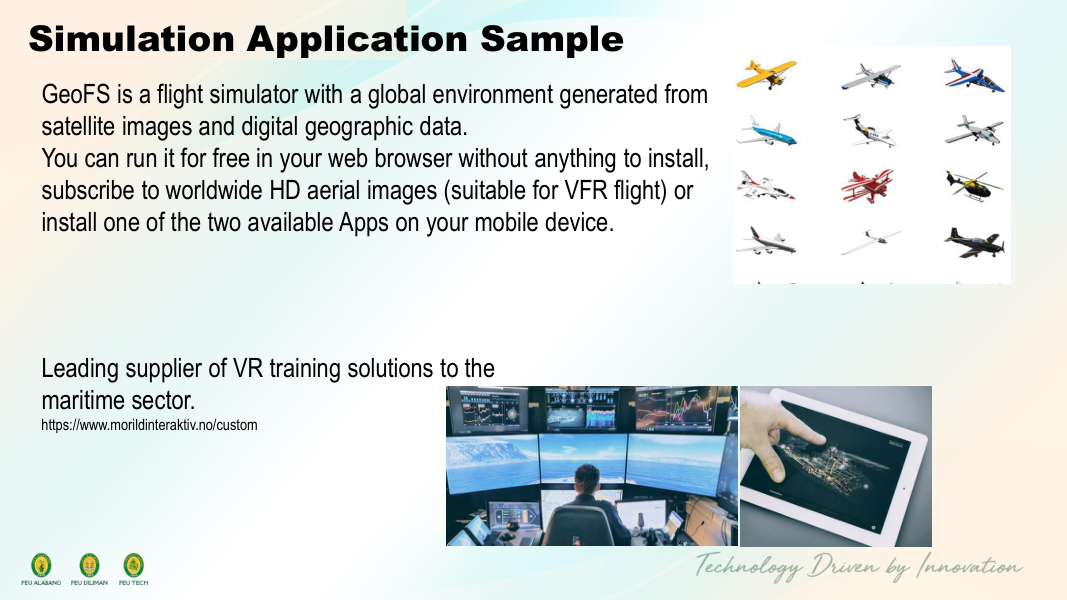 Simulation Application Sample
GeoFS is a flight simulator with a global environment generated from
satellite images and digital geographic data.
You can run it for free in your web browser without anything to install,
subscribe to worldwide HD aerial images (suitable for VFR flight) or
install one of the two available Apps on your mobile device.
Leading supplier of VR training solutions to the
maritime sector.
https://www.morildinteraktiv.no/custom
FEU ALABANG FEU DILIMAN FEU TECH
Technology Driven by Innovation